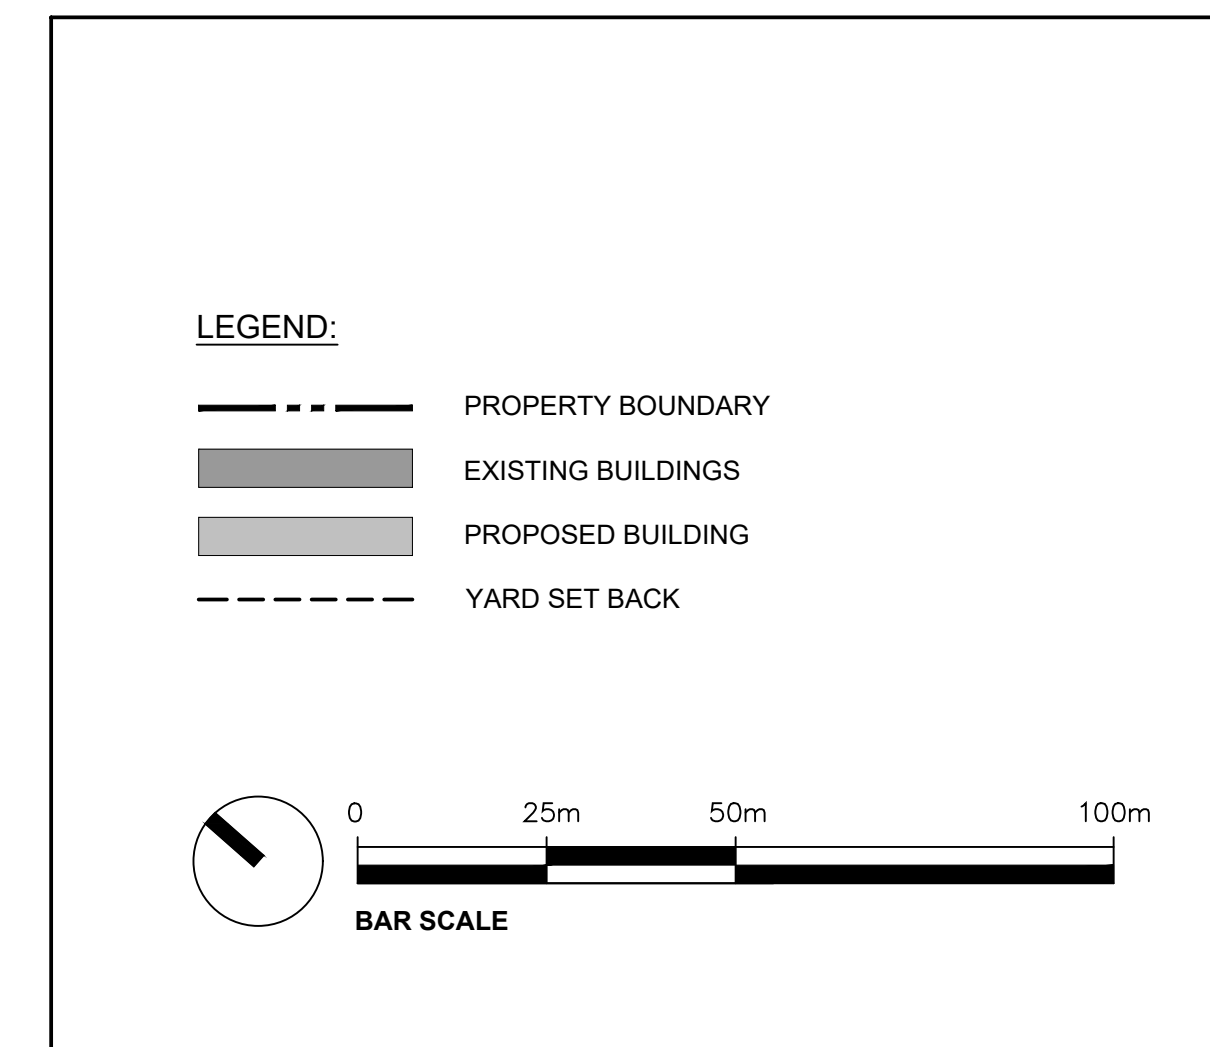 LEGEND:
PROPERTY BOUNDARY
EXISTING BUILDINGS
PROPOSED BUILDING
YARD SET BACK
0 25m 50m 100m
BAR SCALE